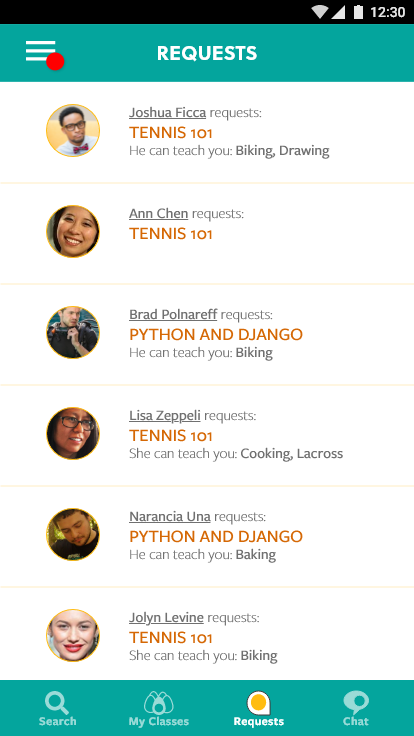 12:30
REQUESTS
Joshua Ficca requests:
TENNIS 101
He can teach you: Biking, Drawing
Ann Chen requests:
TENNIS 101
Brad Polnareff requests:
PYTHON AND DJANGO
He can teach you: Biking
Lisa Zeppeli requests:
TENNIS 101
She can teach you: Cooking, Lacross
Narancia Una requests:
PYTHON AND DJANGO
He can teach you: Baking
Jolyn Levine requests:
TENNIS 101
She can teach you: Biking
Search My Classes Requests Chat